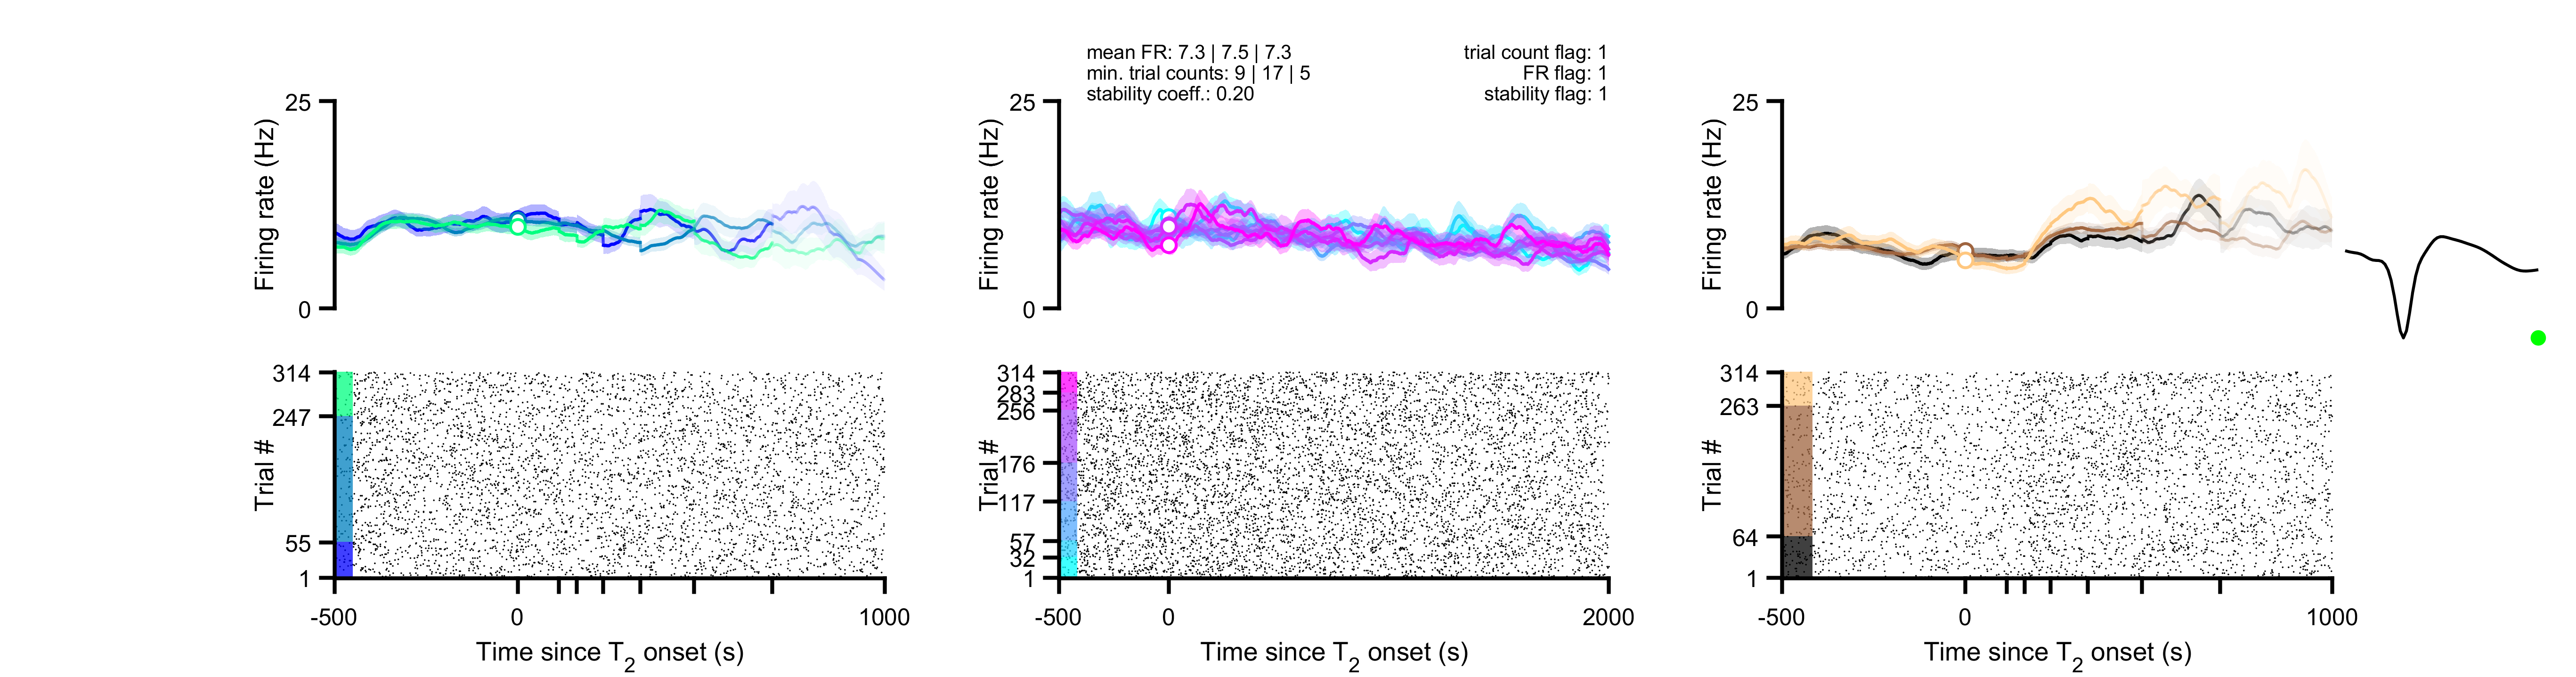 mean FR: 7.3 | 7.5 | 7.3
min. trial counts: 9 | 17 | 5
stability coeff.: 0.20
trial count flag: 1
FR flag: 1
stability flag: 1
25
Firing rate (Hz)
0
314
247
Trial #
55
1
-500
0
1000
Time since T2 onset (s)
25
Firing rate (Hz)
0
314
283
256
Trial #
176
117
57
32
1
-500
0
2000
Time since T2 onset (s)
25
Firing rate (Hz)
0
314
263
Trial #
64
1
-500
0
1000
Time since T2 onset (s)